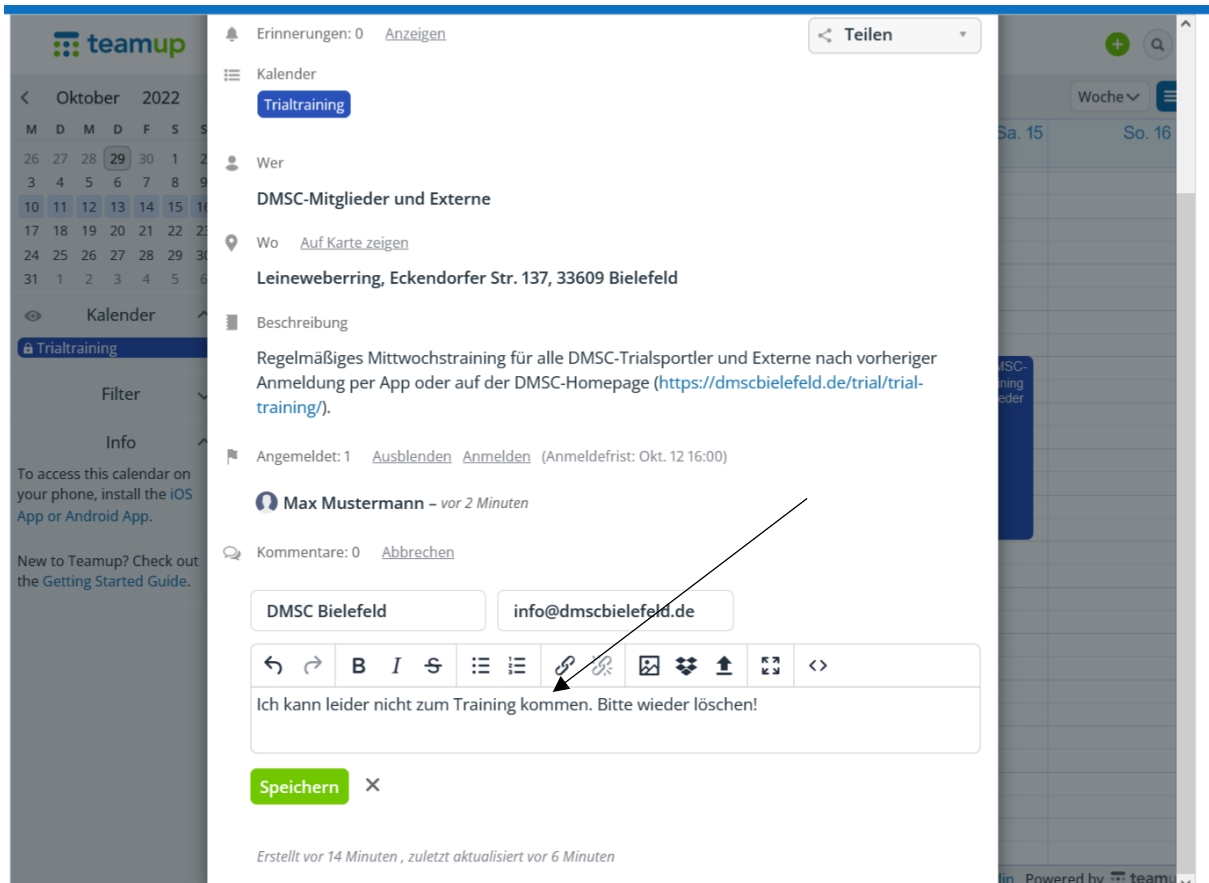 teamup
Oktober 2022
M D M D F S S
26 27 28 29 30 1 2
3 4 5 6 7 8 9
10 11 12 13 14 15 16
17 18 19 20 21 22 23
24 25 26 27 28 29 30
31 1 2 3 4 5 6
Kalender
Trialtraining
Filter
Info
To access this calendar on
your phone, install the iOS
App or Android App.
New to Teamup? Check out
the Getting Started Guide.
Erinnerungen: 0 Anzeigen
Teilen
Kalender
Trialtraining
Wer
DMSC-Mitglieder und Externe
Wo Auf Karte zeigen
Leineweberring, Eckendorfer Str. 137, 33609 Bielefeld
Beschreibung
Regelmäßiges Mittwochstraining für alle DMSC-Trialsportler und Externe nach vorheriger
Anmeldung per App oder auf der DMSC-Homepage (https://dmscbielefeld.de/trial/trial-
training/).
Angemeldet: 1 Ausblenden Anmelden (Anmeldefrist: Okt. 12 16:00)
Max Mustermann – vor 2 Minuten
Kommentare: 0 Abbrechen
DMSC Bielefeld info@dmscbielefeld.de
B I S
Ich kann leider nicht zum Training kommen. Bitte wieder löschen!
Speichern
Erstellt vor 14 Minuten , zuletzt aktualisiert vor 6 Minuten
Woche
Sa. 15 So. 16
Powered by teamu